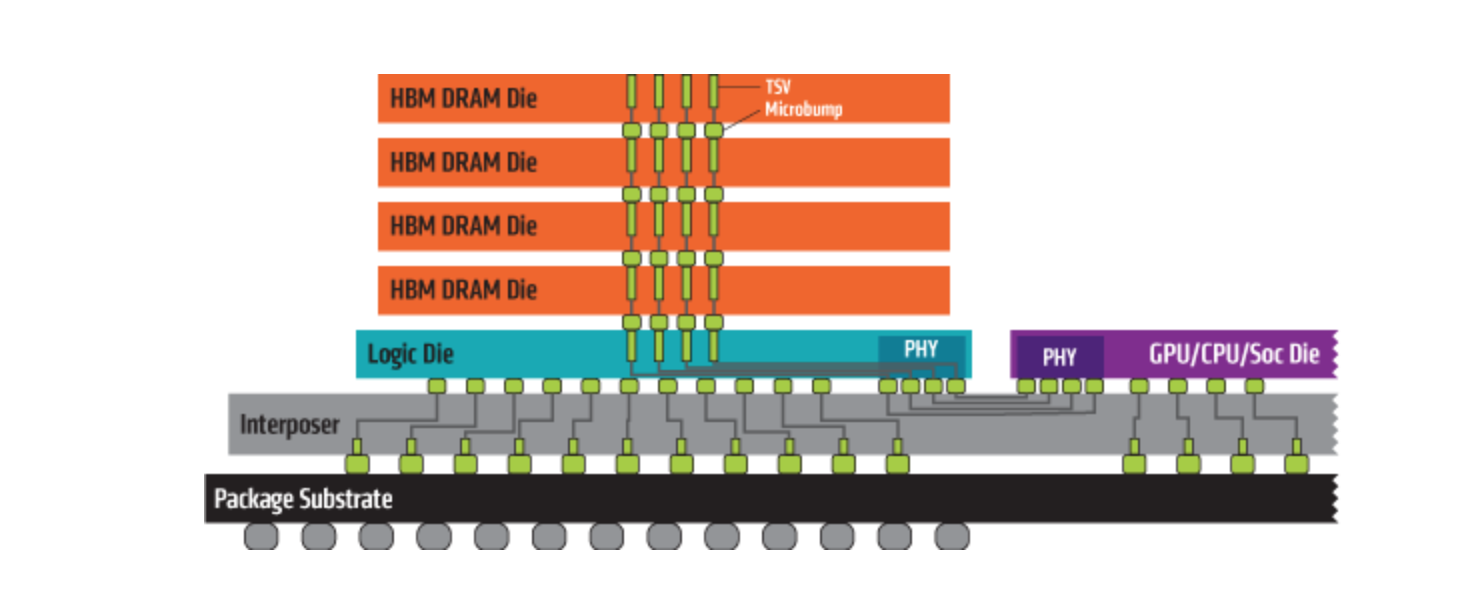 HBM DRAM Die
TSV
Microbump
HBM DRAM Die
HBM DRAM Die
HBM DRAM Die
Logic Die
PHY
PHY
GPU/CPU/Soc Die
Interposer
Package Substrate